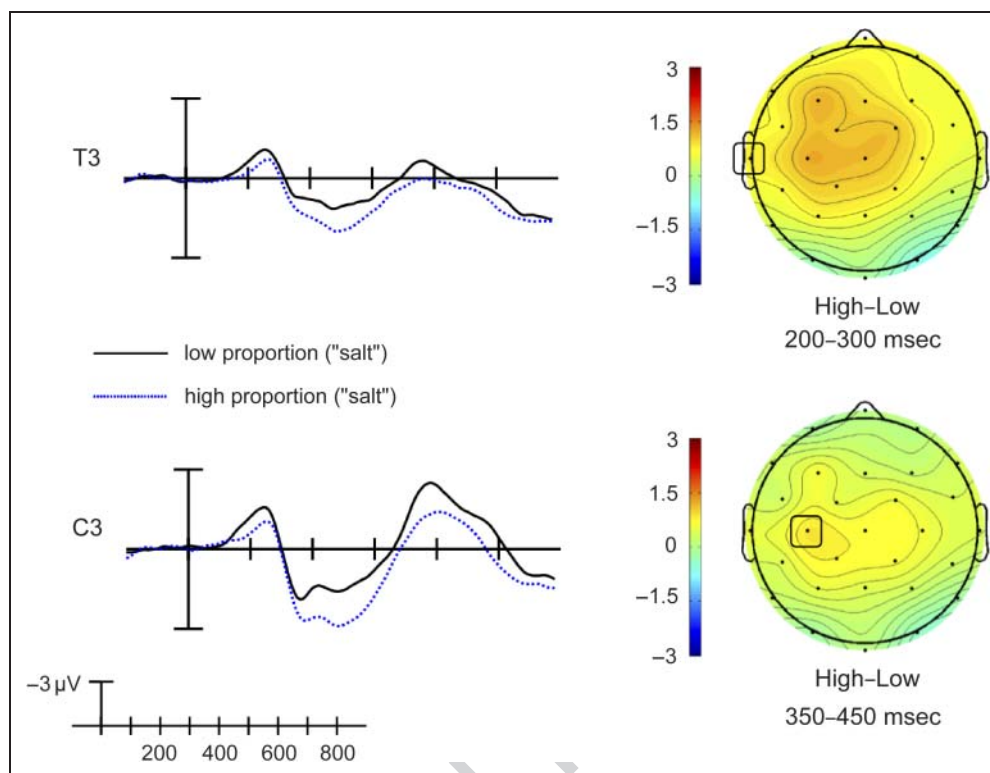 T3
low proportion ("salt")
high proportion ("salt")
C3
–3 µV
200 400 600 800
3
1.5
0
–1.5
–3
High–Low
200–300 msec
3
1.5
0
–1.5
–3
High–Low
350–450 msec